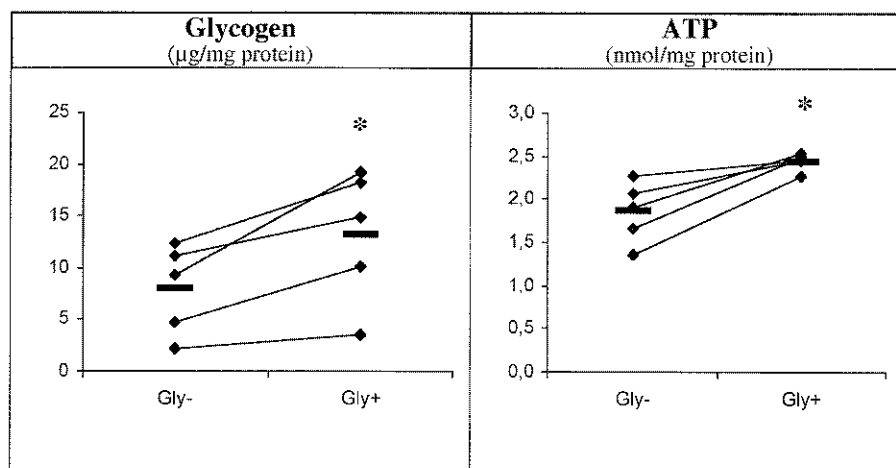 Glycogen
(µg/mg protein)
ATP
(nmol/mg protein)
25
20
15
10
5
0
*
Gly-
Gly+
3,0
2,5
2,0
1,5
1,0
0,5
0,0
*
Gly-
Gly+